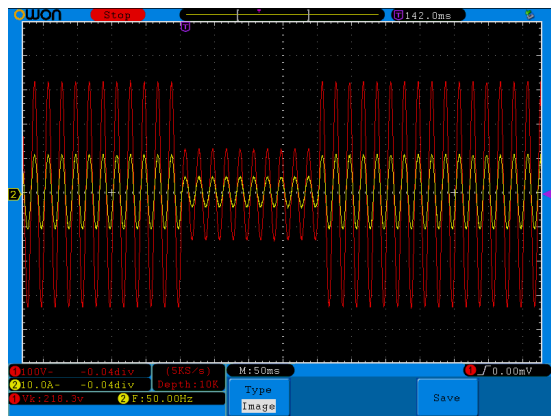 owon Stop T 142.0ms
2
1 100V~ -0.04div (5KS/s) M:50ms 1 0.00mV
2 10.0A~ -0.04div Depth:10K
1 Vk:218.3v 2 F:50.00Hz
Type
Image
Save